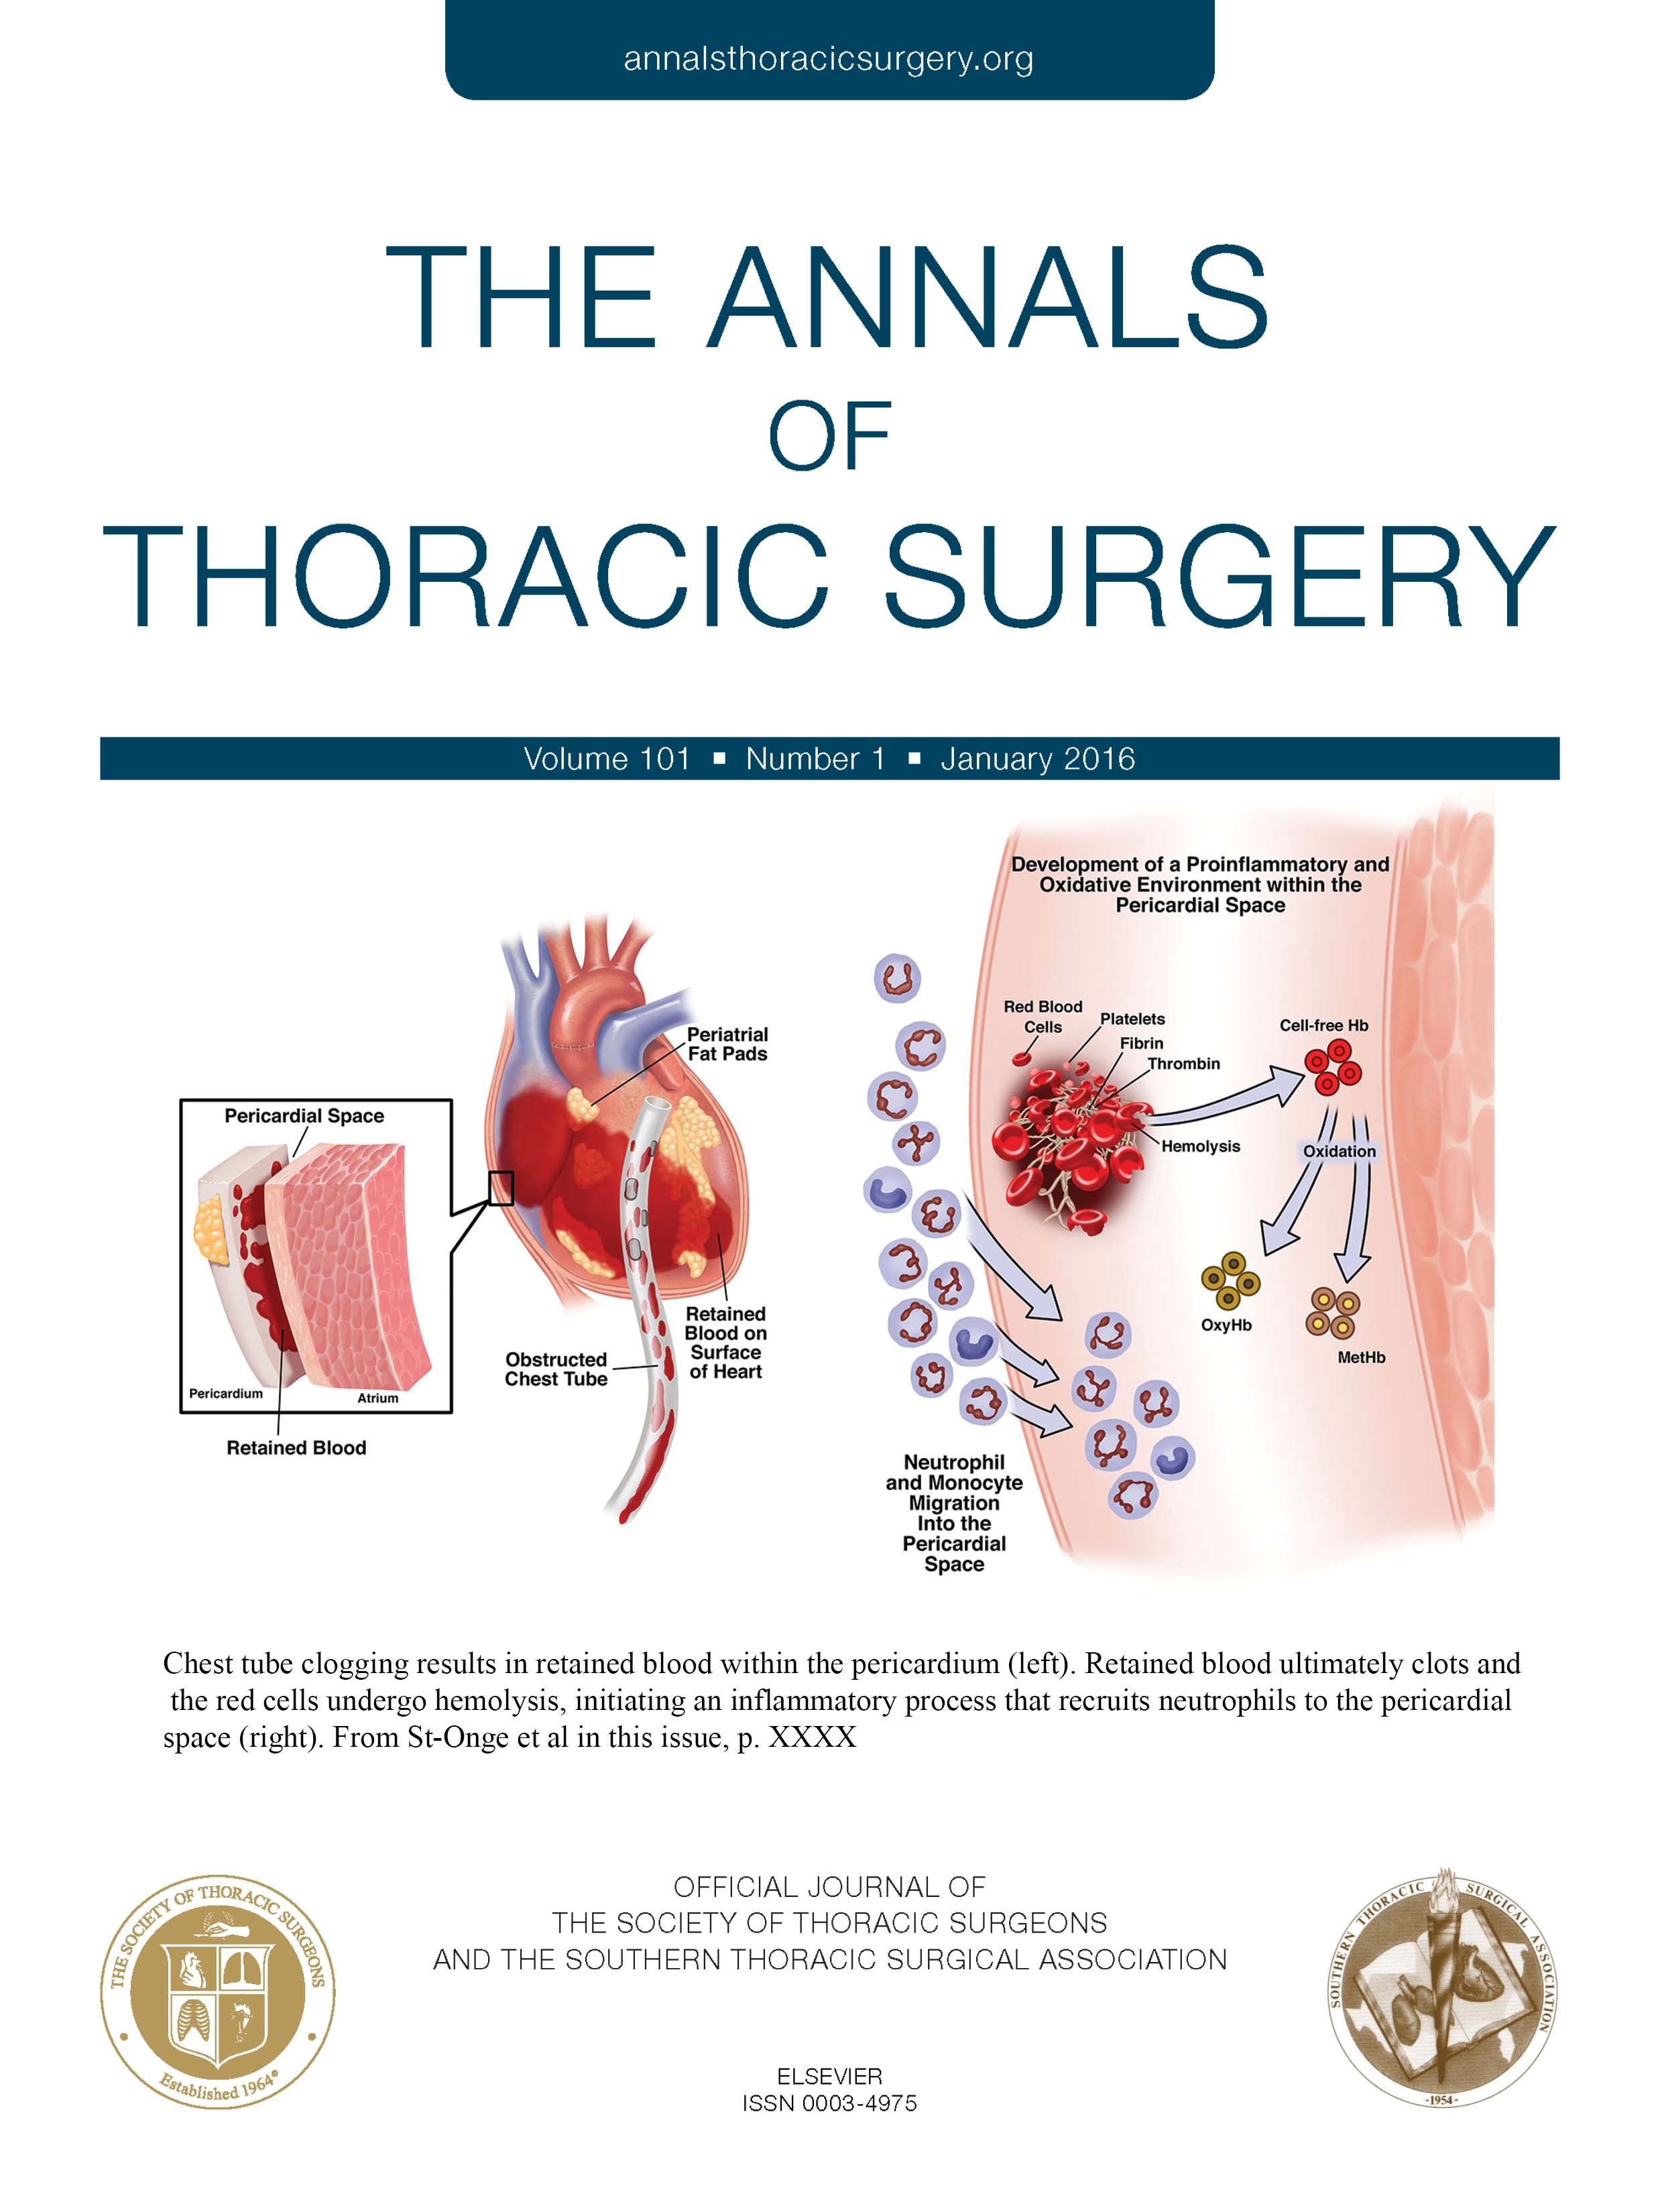 annalsthoracicsurgery.org
THE ANNALS
OF
THORACIC SURGERY
Volume 101 ▪ Number 1 ▪ January 2016
Development of a Proinflammatory and
Oxidative Environment within the
Pericardial Space
Red Blood
Cells
Platelets
Fibrin
Thrombin
Cell-free Hb
Hemolysis
Oxidation
OxyHb
MetHb
Periatrial
Fat Pads
Pericardial Space
Pericardium
Atrium
Retained Blood
Obstructed
Chest Tube
Retained
Blood on
Surface
of Heart
Neutrophil
and Monocyte
Migration
Into the
Pericardial
Space
Chest tube clogging results in retained blood within the pericardium (left). Retained blood ultimately clots and
the red cells undergo hemolysis, initiating an inflammatory process that recruits neutrophils to the pericardial
space (right). From St-Onge et al in this issue, p. XXXX
THE SOCIETY OF THORACIC SURGEONS
Established 1964®
OFFICIAL JOURNAL OF
THE SOCIETY OF THORACIC SURGEONS
AND THE SOUTHERN THORACIC SURGICAL ASSOCIATION
SOUTHERN THORACIC SURGICAL ASSOCIATION
-1954-
ELSEVIER
ISSN 0003-4975